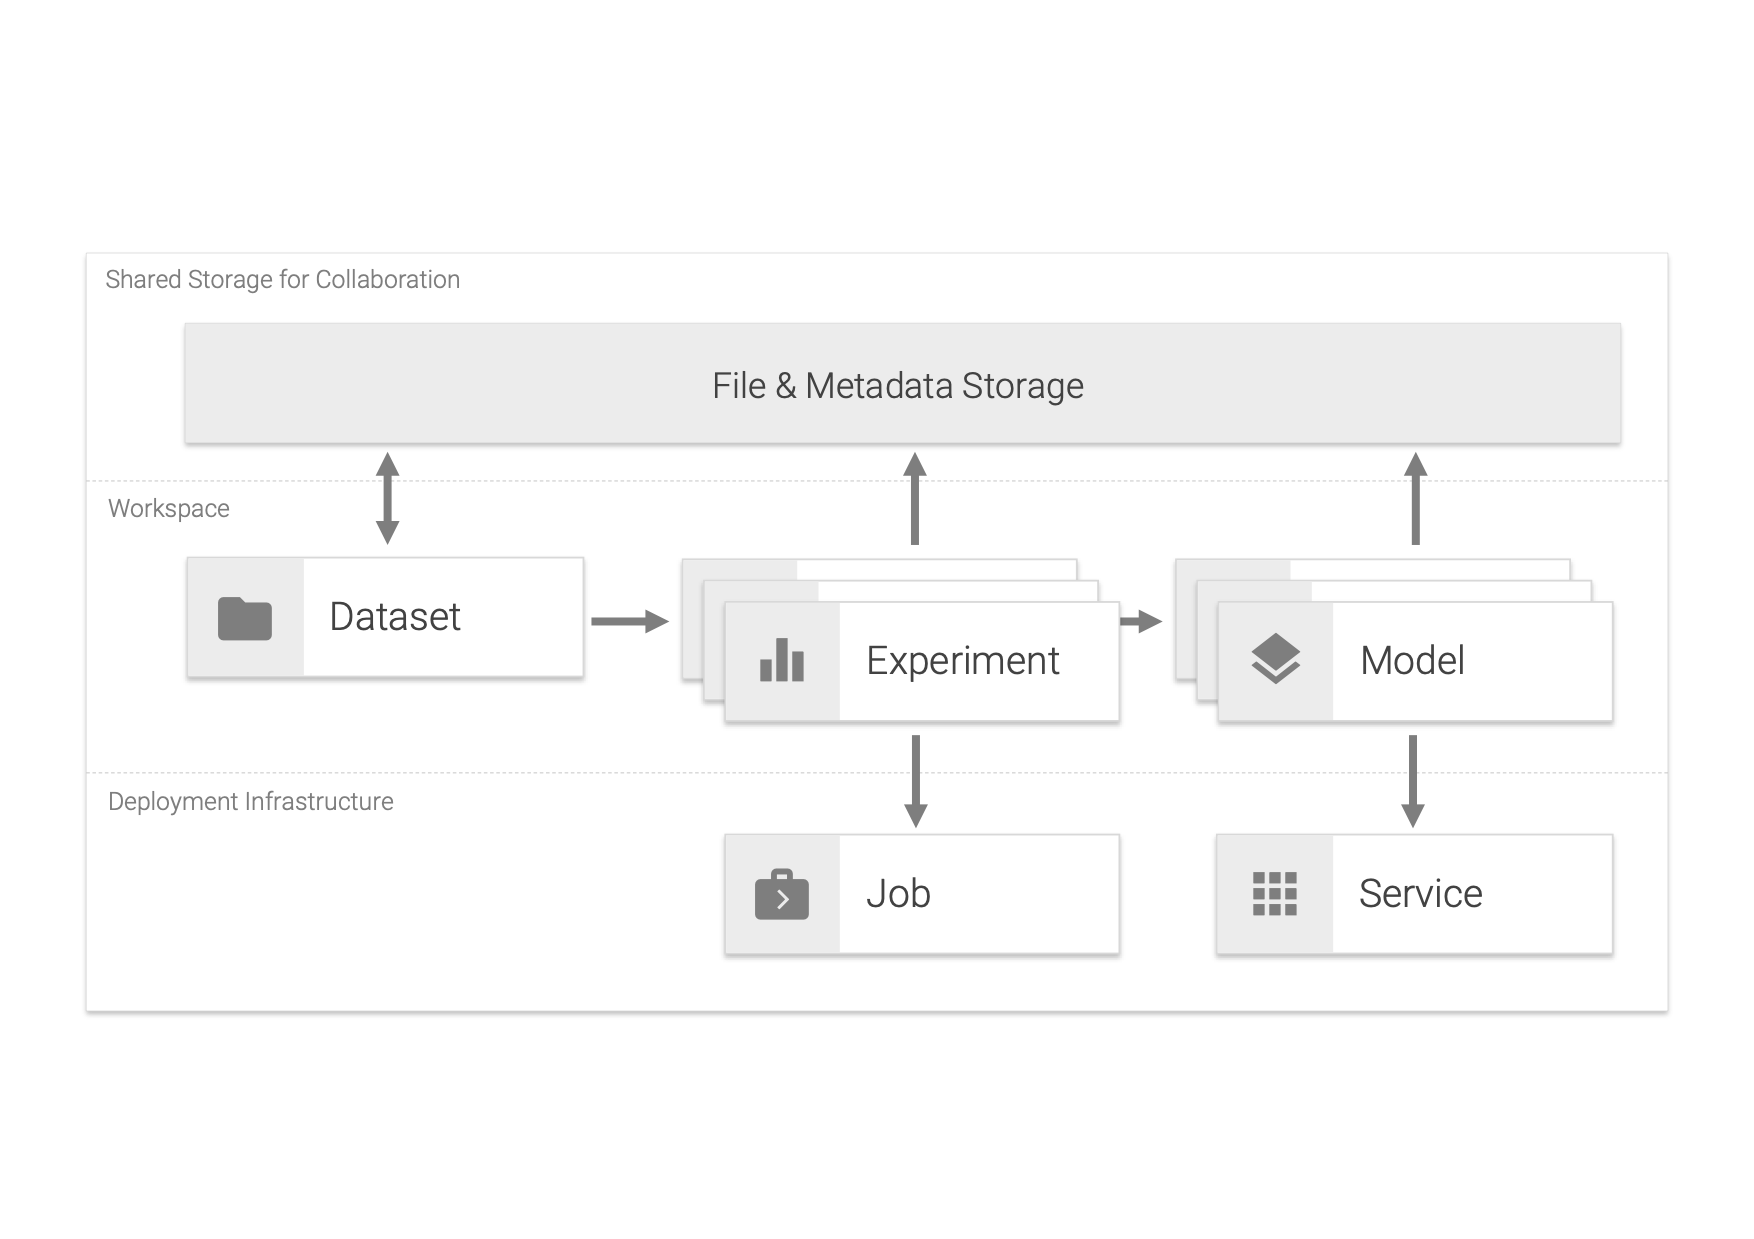 Shared Storage for Collaboration
File & Metadata Storage
Workspace
Dataset
Experiment
Model
Deployment Infrastructure
Job
Service